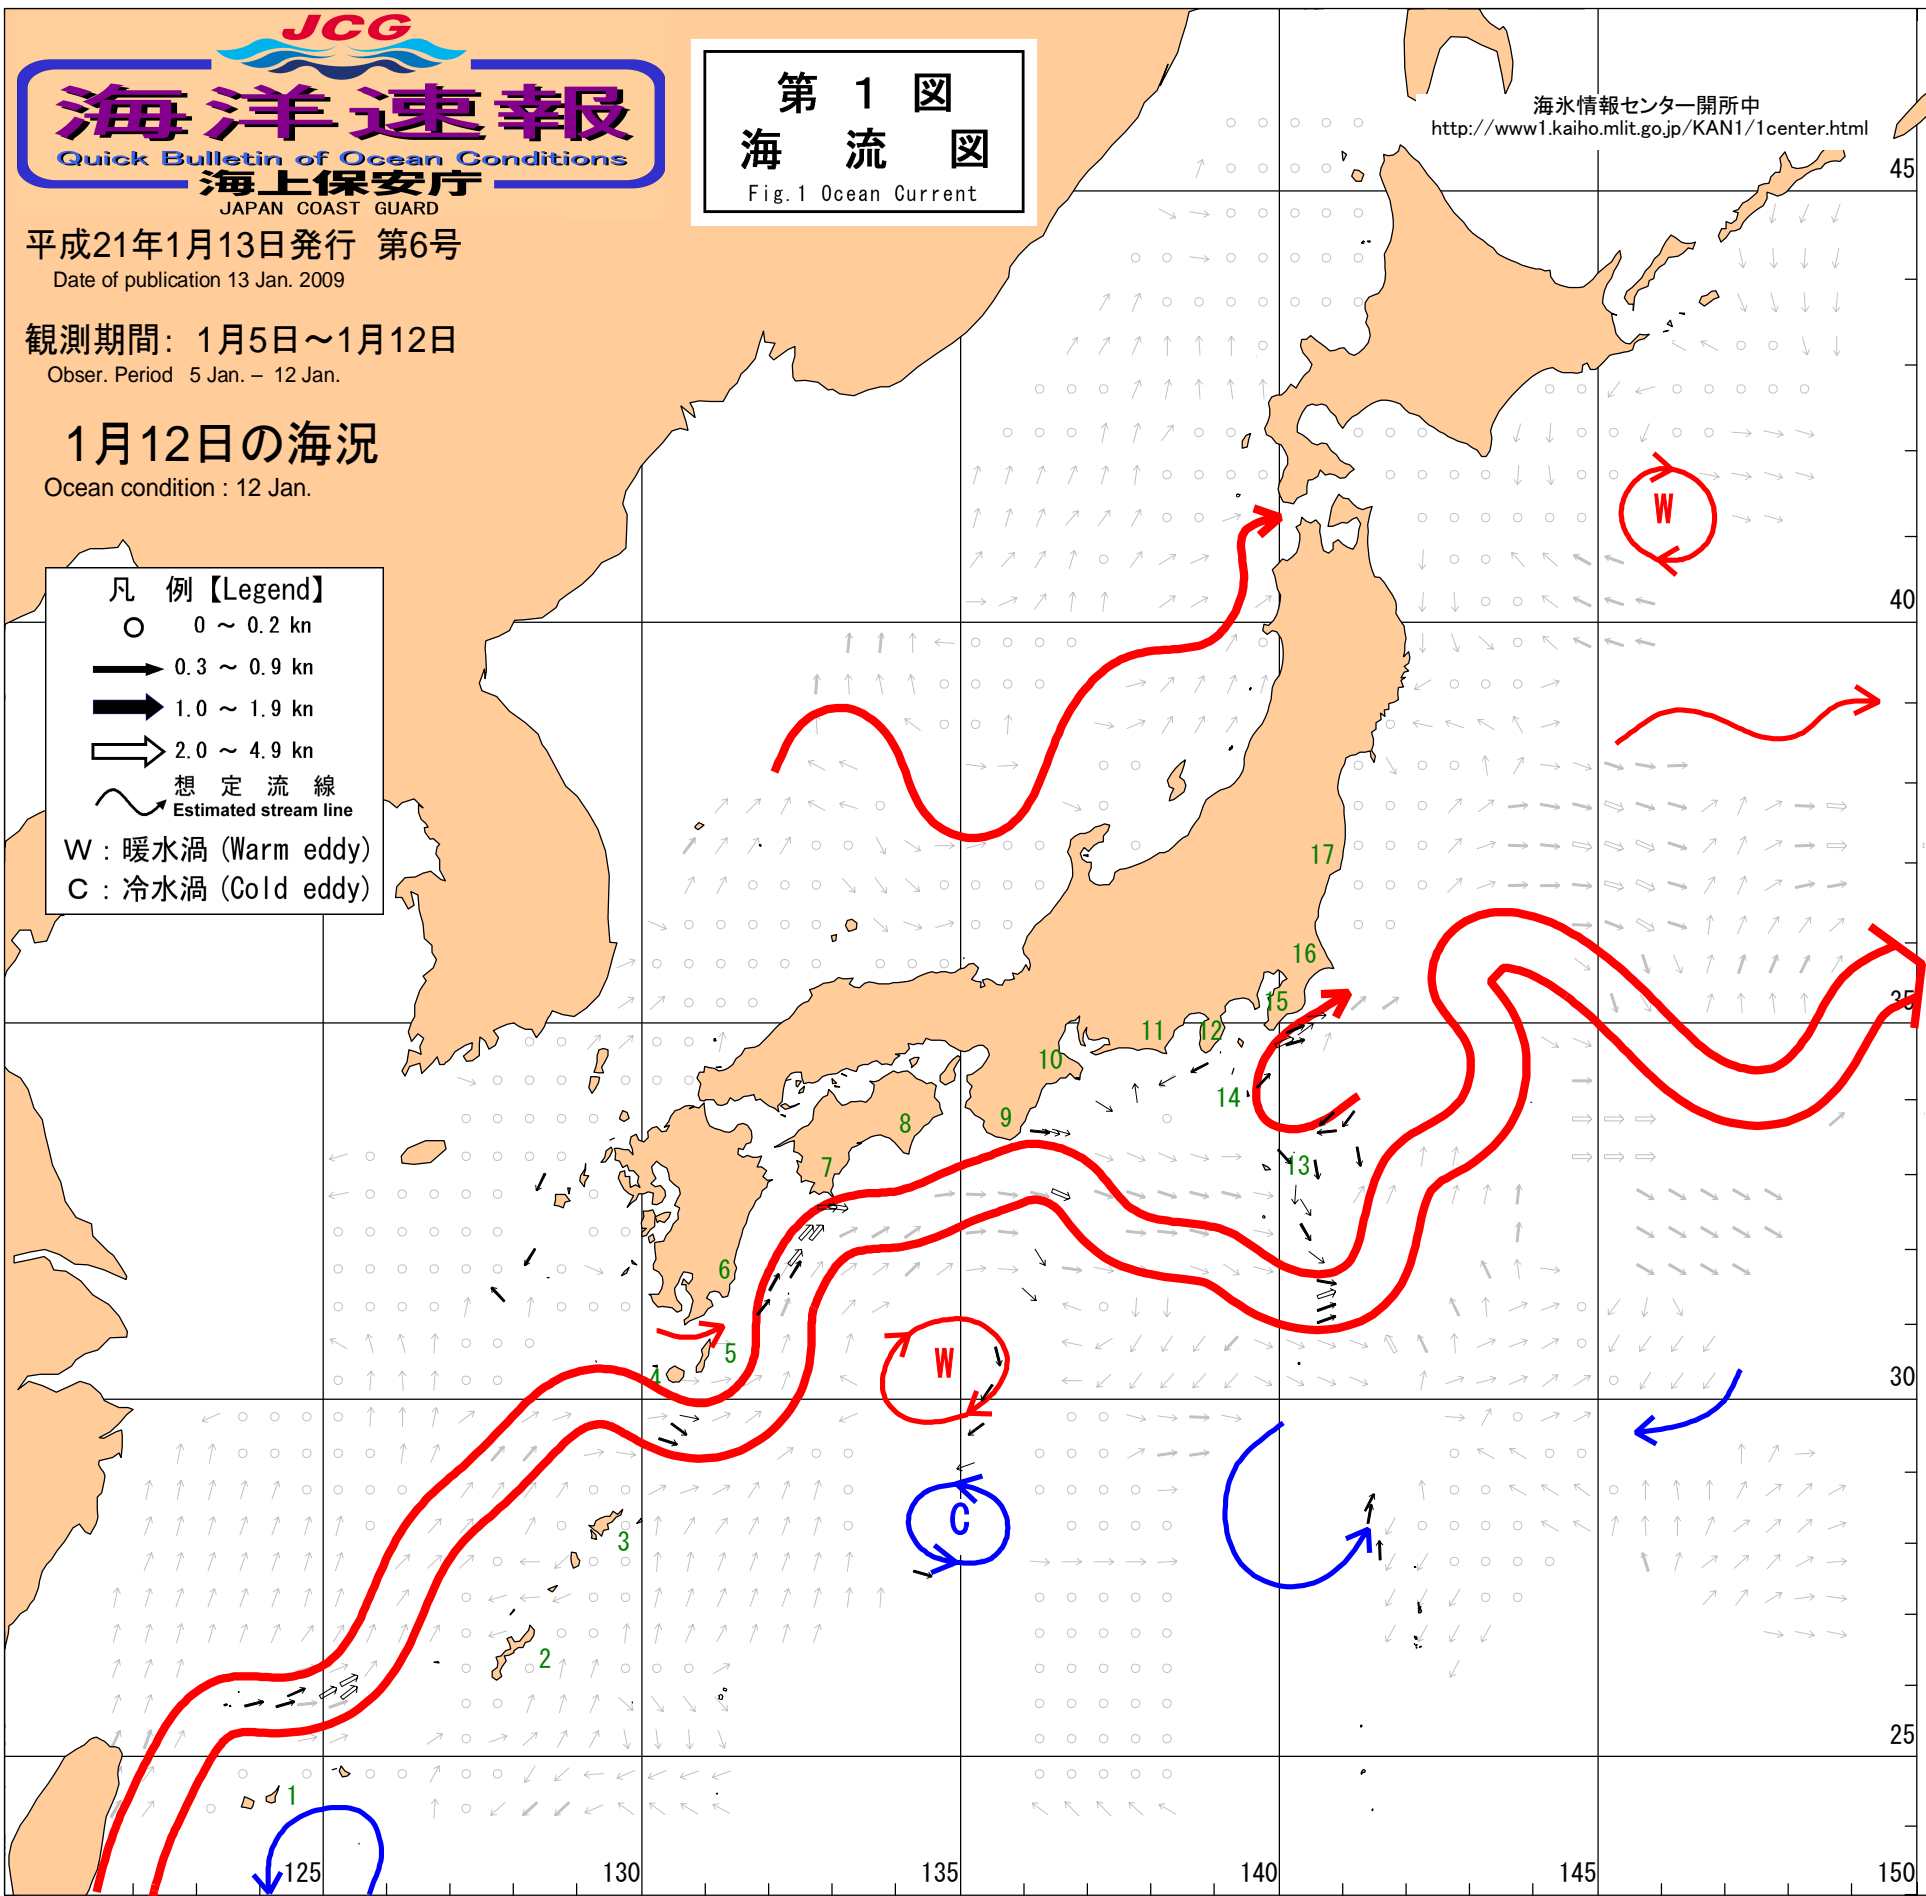 JCG
海洋速報
Quick Bulletin of Ocean Conditions
海上保安庁
JAPAN COAST GUARD
平成21年1月13日発行 第6号
Date of publication 13 Jan. 2009
観測期間: 1月5日～1月12日
Obser. Period 5 Jan. – 12 Jan.
1月12日の海況
Ocean condition : 12 Jan.
第 1 図
海 流 図
Fig.1 Ocean Current
海氷情報センター開所中
http://www1.kaiho.mlit.go.jp/KAN1/1center.html
凡 例【Legend】
0 ～ 0.2 kn
0.3 ～ 0.9 kn
1.0 ～ 1.9 kn
2.0 ～ 4.9 kn
想 定 流 線
Estimated stream line
W : 暖水渦 (Warm eddy)
C : 冷水渦 (Cold eddy)
45
W
40
17
16
35
15
11
12
10
14
9
8
7
13
6
5
W
4
30
C
3
2
25
1
125
130
135
140
145
150